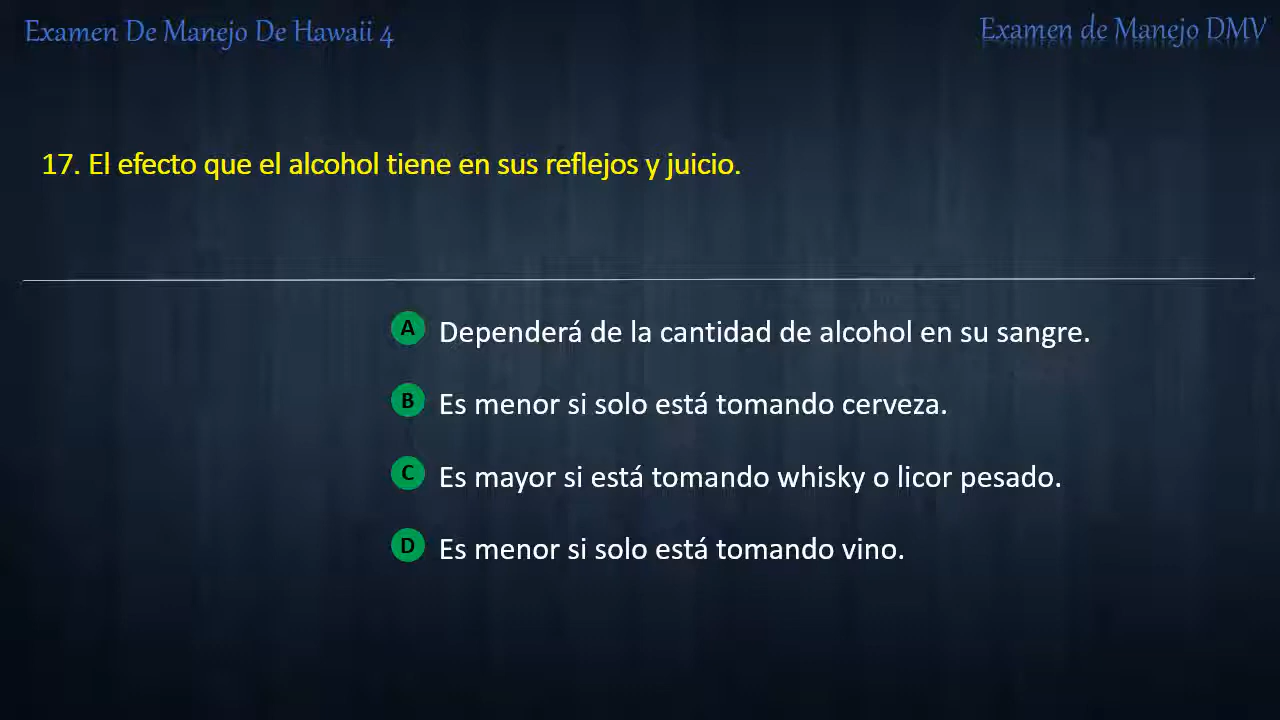 Examen De Manejo De Hawaii 4
Examen de Manejo DMV
17. El efecto que el alcohol tiene en sus reflejos y juicio.
A Dependerá de la cantidad de alcohol en su sangre.
B Es menor si solo está tomando cerveza.
C Es mayor si está tomando whisky o licor pesado.
D Es menor si solo está tomando vino.